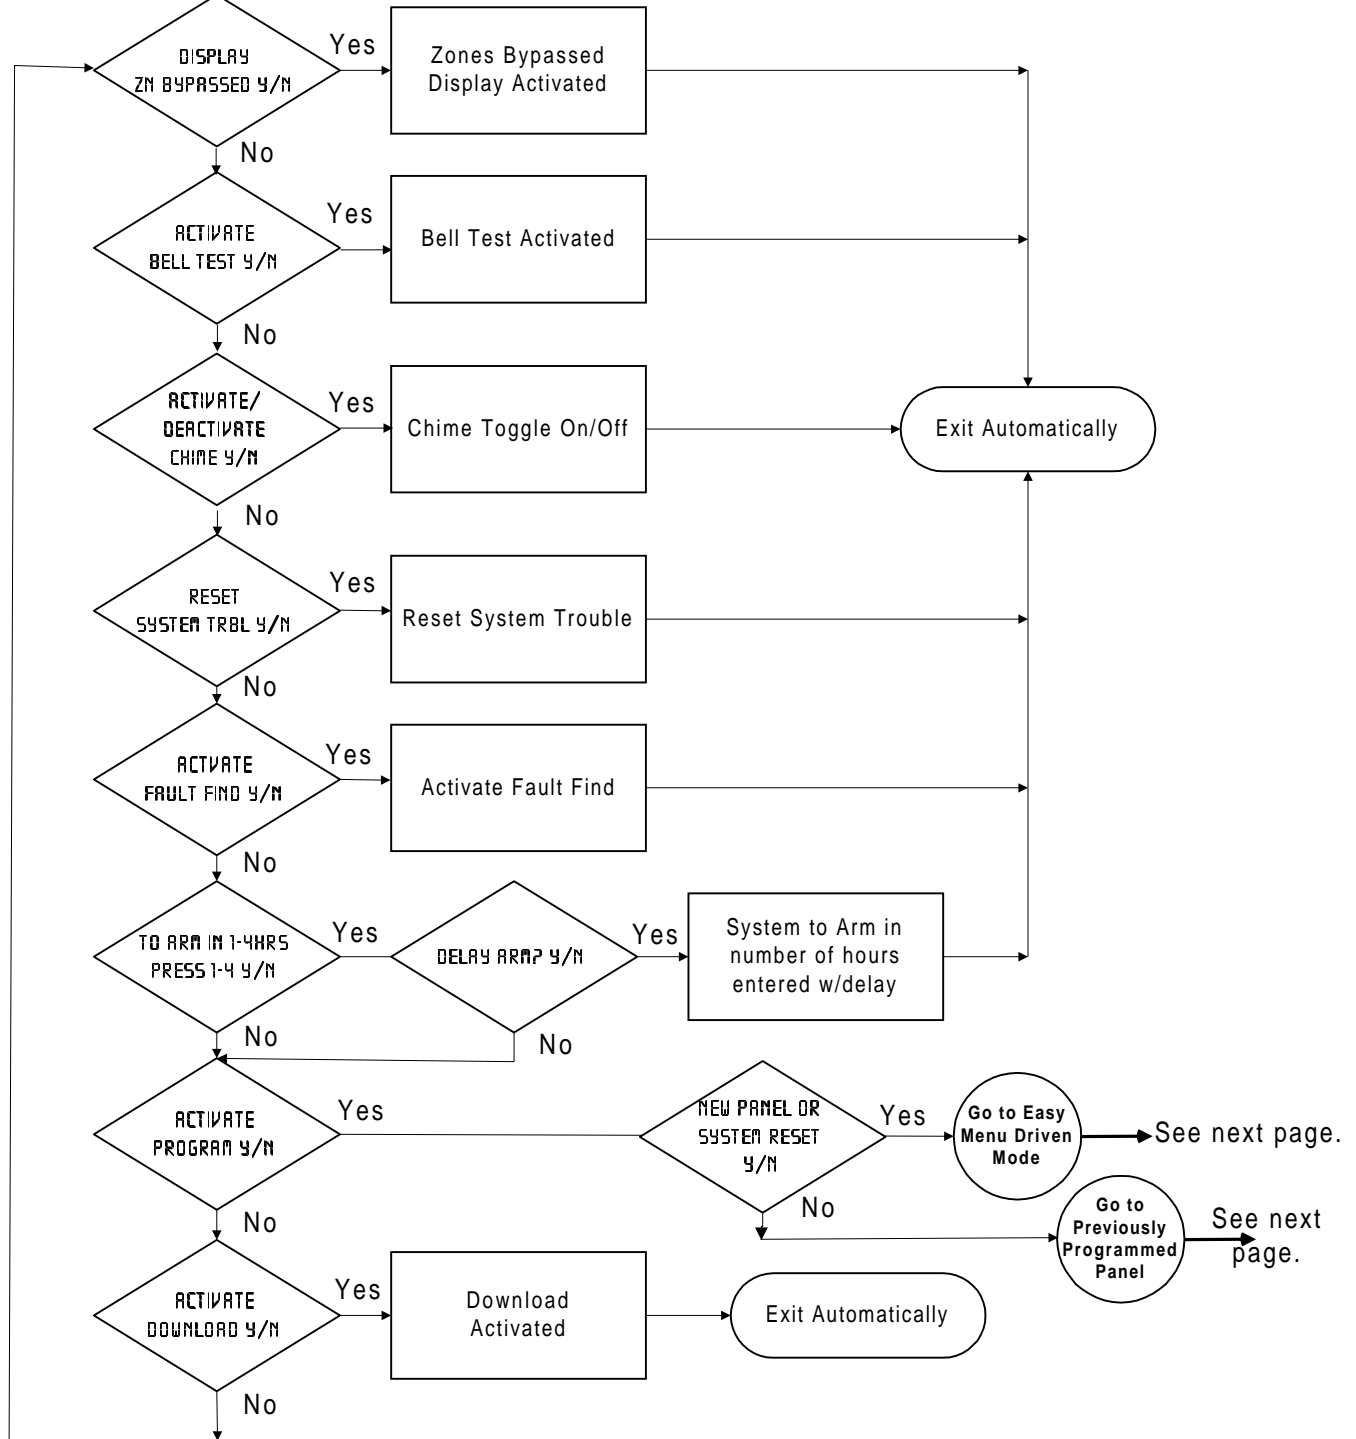 DISPLAY
ZN BYPASSED Y/N
Yes
Zones Bypassed
Display Activated
No
ACTIVATE
BELL TEST Y/N
Yes
Bell Test Activated
No
ACTIVATE/
DEACTIVATE
CHIME Y/N
Yes
Chime Toggle On/Off
Exit Automatically
No
RESET
SYSTEM TRBL Y/N
Yes
Reset System Trouble
No
ACTVATE
FAULT FIND Y/N
Yes
Activate Fault Find
No
TO ARM IN 1-4HRS
PRESS 1-4 Y/N
Yes
DELAY ARM? Y/N
Yes
System to Arm in
number of hours
entered w/delay
No
No
ACTIVATE
PROGRAM Y/N
Yes
NEW PANEL OR
SYSTEM RESET
Y/N
Yes
Go to Easy
Menu Driven
Mode
See next page.
No
Go to
Previously
Programmed
Panel
See next
page.
No
ACTIVATE
DOWNLOAD Y/N
Yes
Download
Activated
Exit Automatically
No